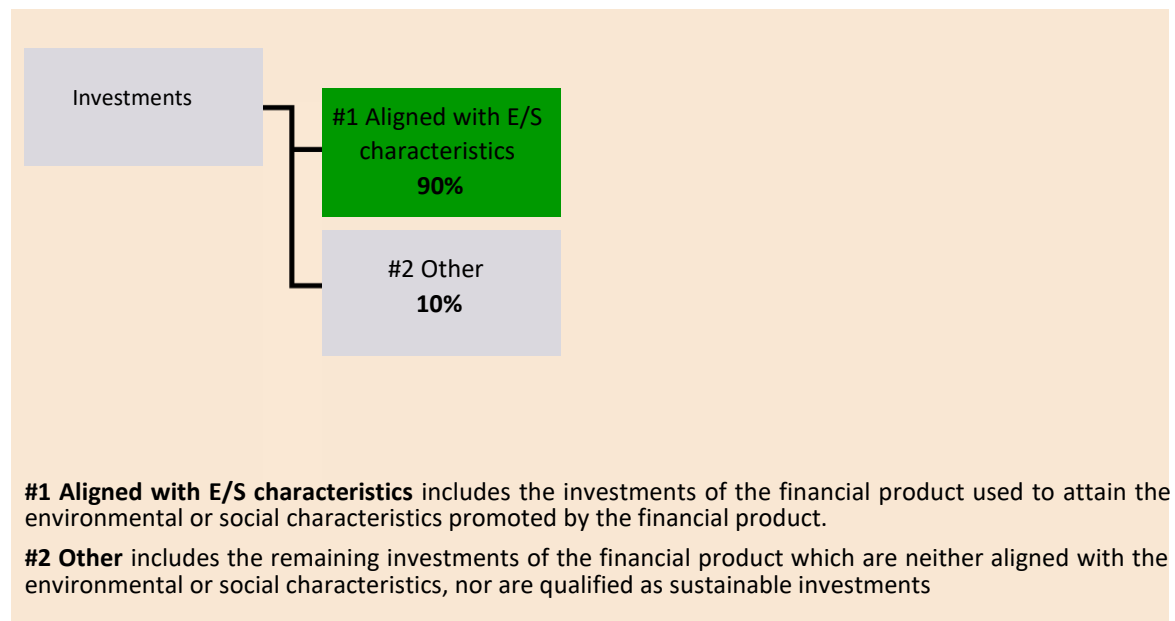 Investments
#1 Aligned with E/S
characteristics
90%
#2 Other
10%
#1 Aligned with E/S characteristics includes the investments of the financial product used to attain the
environmental or social characteristics promoted by the financial product.
#2 Other includes the remaining investments of the financial product which are neither aligned with the
environmental or social characteristics, nor are qualified as sustainable investments